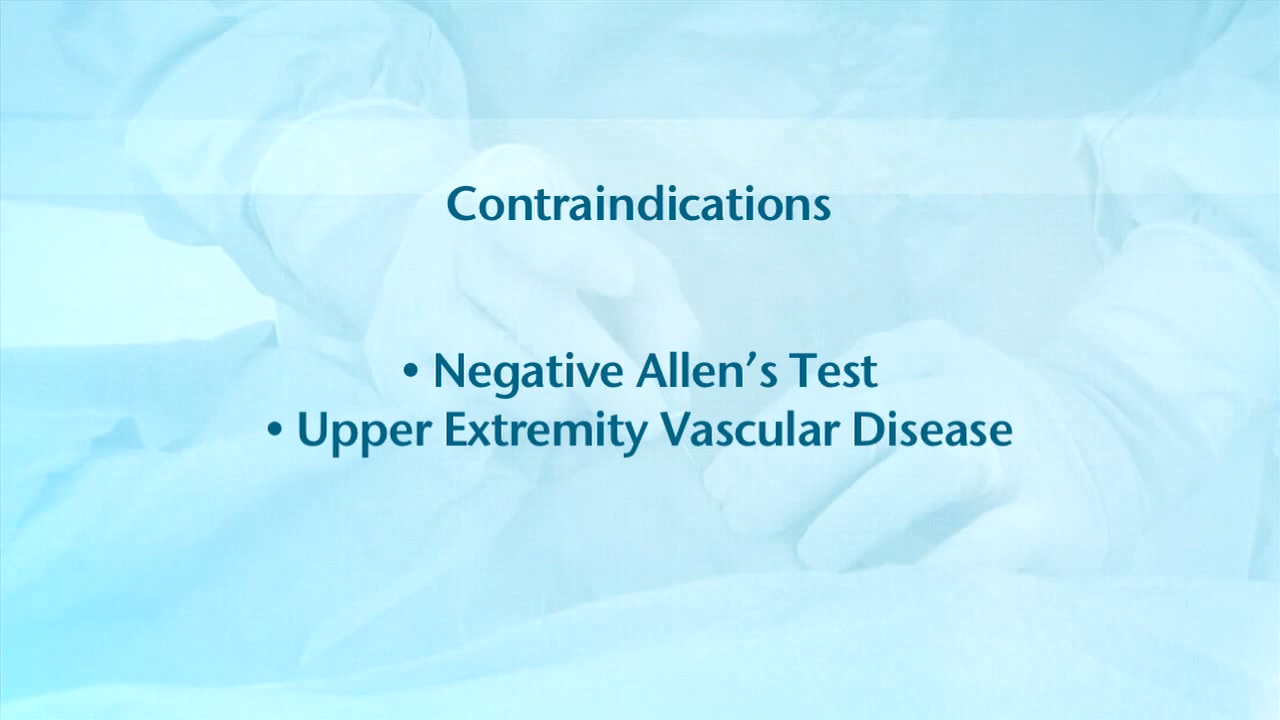 Contraindications
• Negative Allen’s Test
• Upper Extremity Vascular Disease